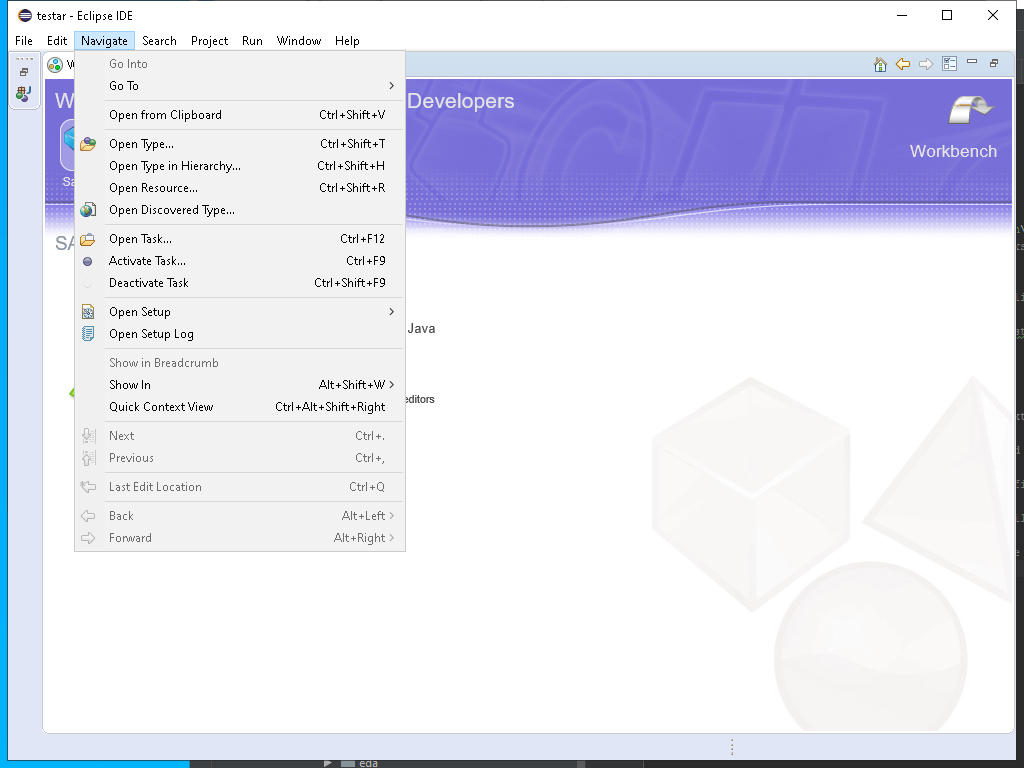 testar - Eclipse IDE
File Edit Navigate Search Project Run Window Help
Go Into
Go To
Open from Clipboard Ctrl+Shift+V
Open Type... Ctrl+Shift+T
Open Type in Hierarchy... Ctrl+Shift+H
Open Resource... Ctrl+Shift+R
Open Discovered Type...
Open Task... Ctrl+F12
Activate Task... Ctrl+F9
Deactivate Task Ctrl+Shift+F9
Open Setup
Open Setup Log
Show in Breadcrumb
Show In Alt+Shift+W
Quick Context View Ctrl+Alt+Shift+Right
Next Ctrl+.
Previous Ctrl+,
Last Edit Location Ctrl+Q
Back Alt+Left
Forward Alt+Right
Developers
Workbench
Java
editors
eda